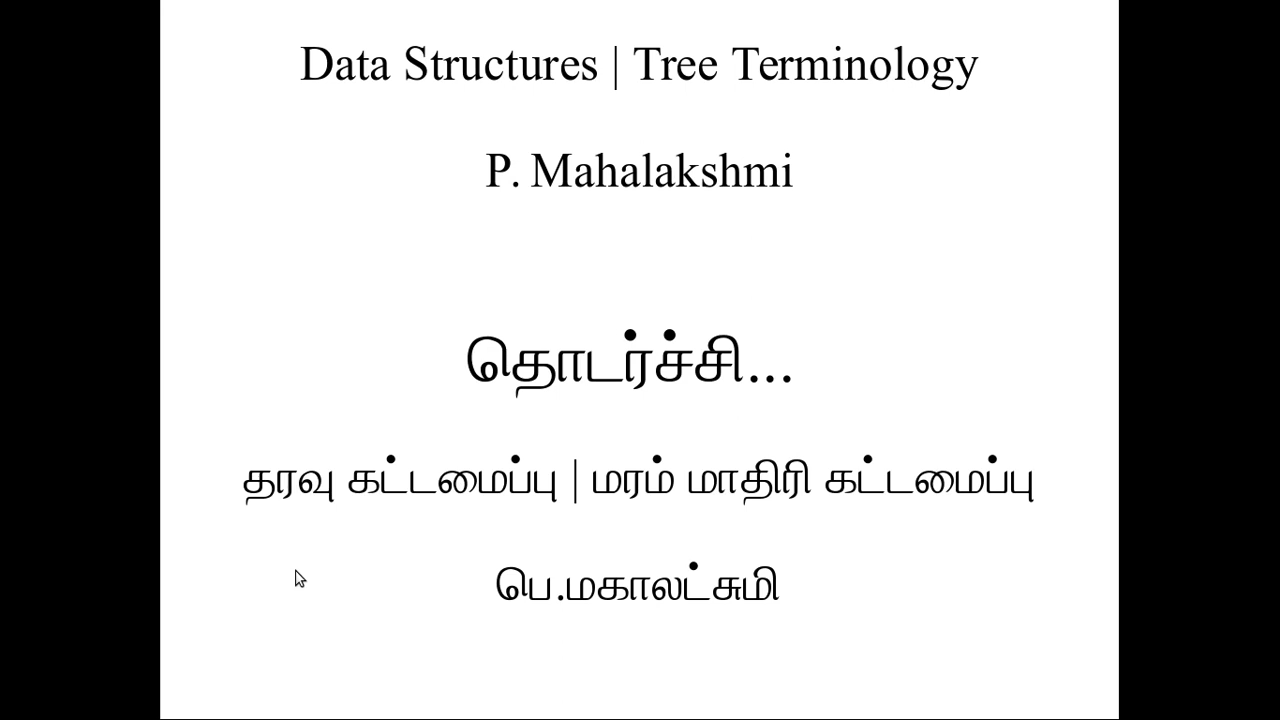 Data Structures | Tree Terminology
P. Mahalakshmi
தொடர்ச்சி...
தரவு கட்டமைப்பு | மரம் மாதிரி கட்டமைப்பு
பெ.மகாலட்சுமி